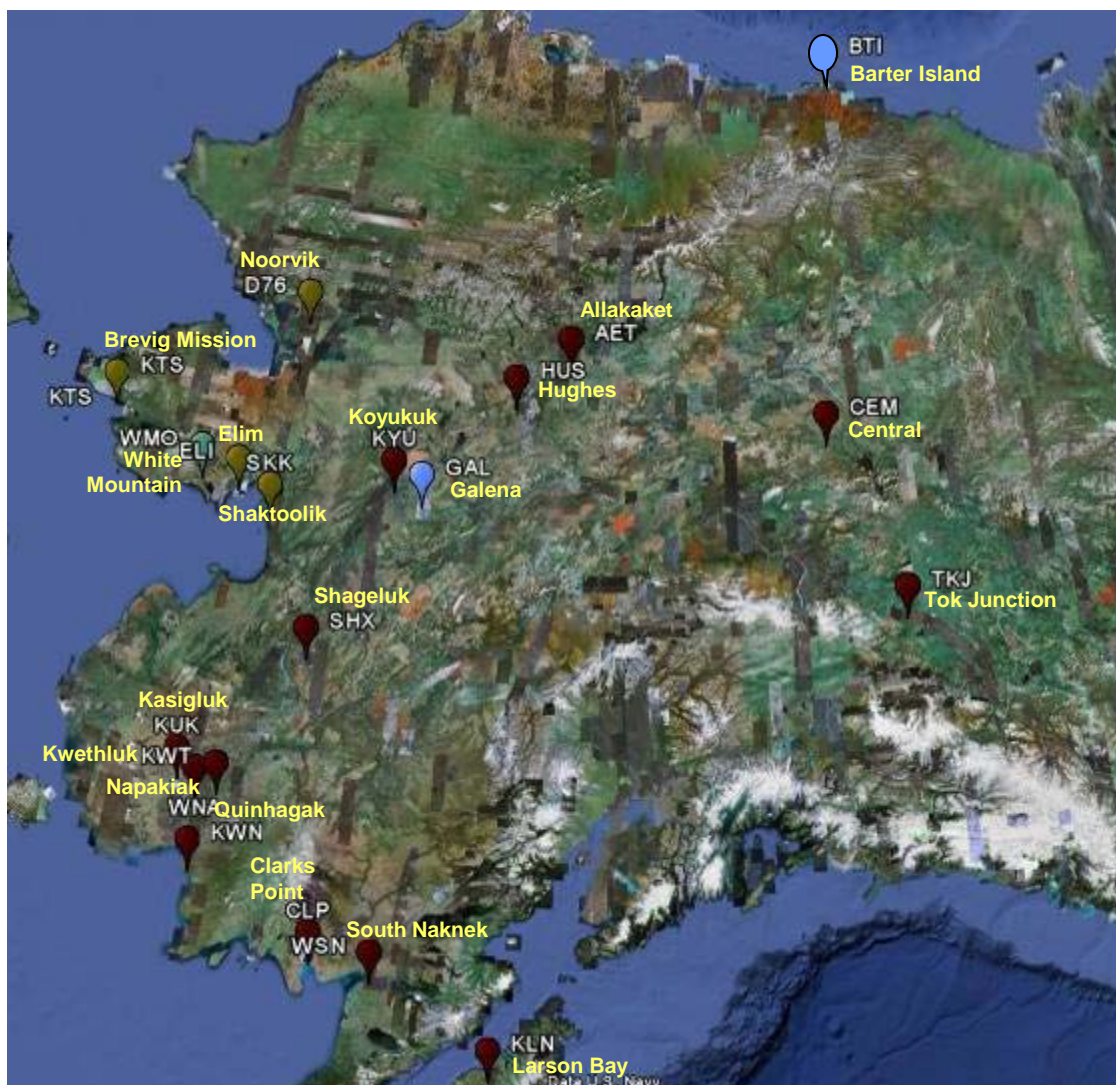 BTI
Barter Island
Noorvik
D76
Allakaket
AET
Brevig Mission
KTS
KTS
HUS
Hughes
Koyukuk
KYU
CEM
Central
WMO
White
Mountain
ELI
Elim
SKK
Shaktoolik
GAL
Galena
TKJ
Tok Junction
Shageluk
SHX
Kasigluk
KUK
Kwethluk
KWT
Napakiak
WNA
Quinhagak
KWN
Clarks
Point
CLP
WSN
South Naknek
KLN
Larson Bay
Data U.S. Navy